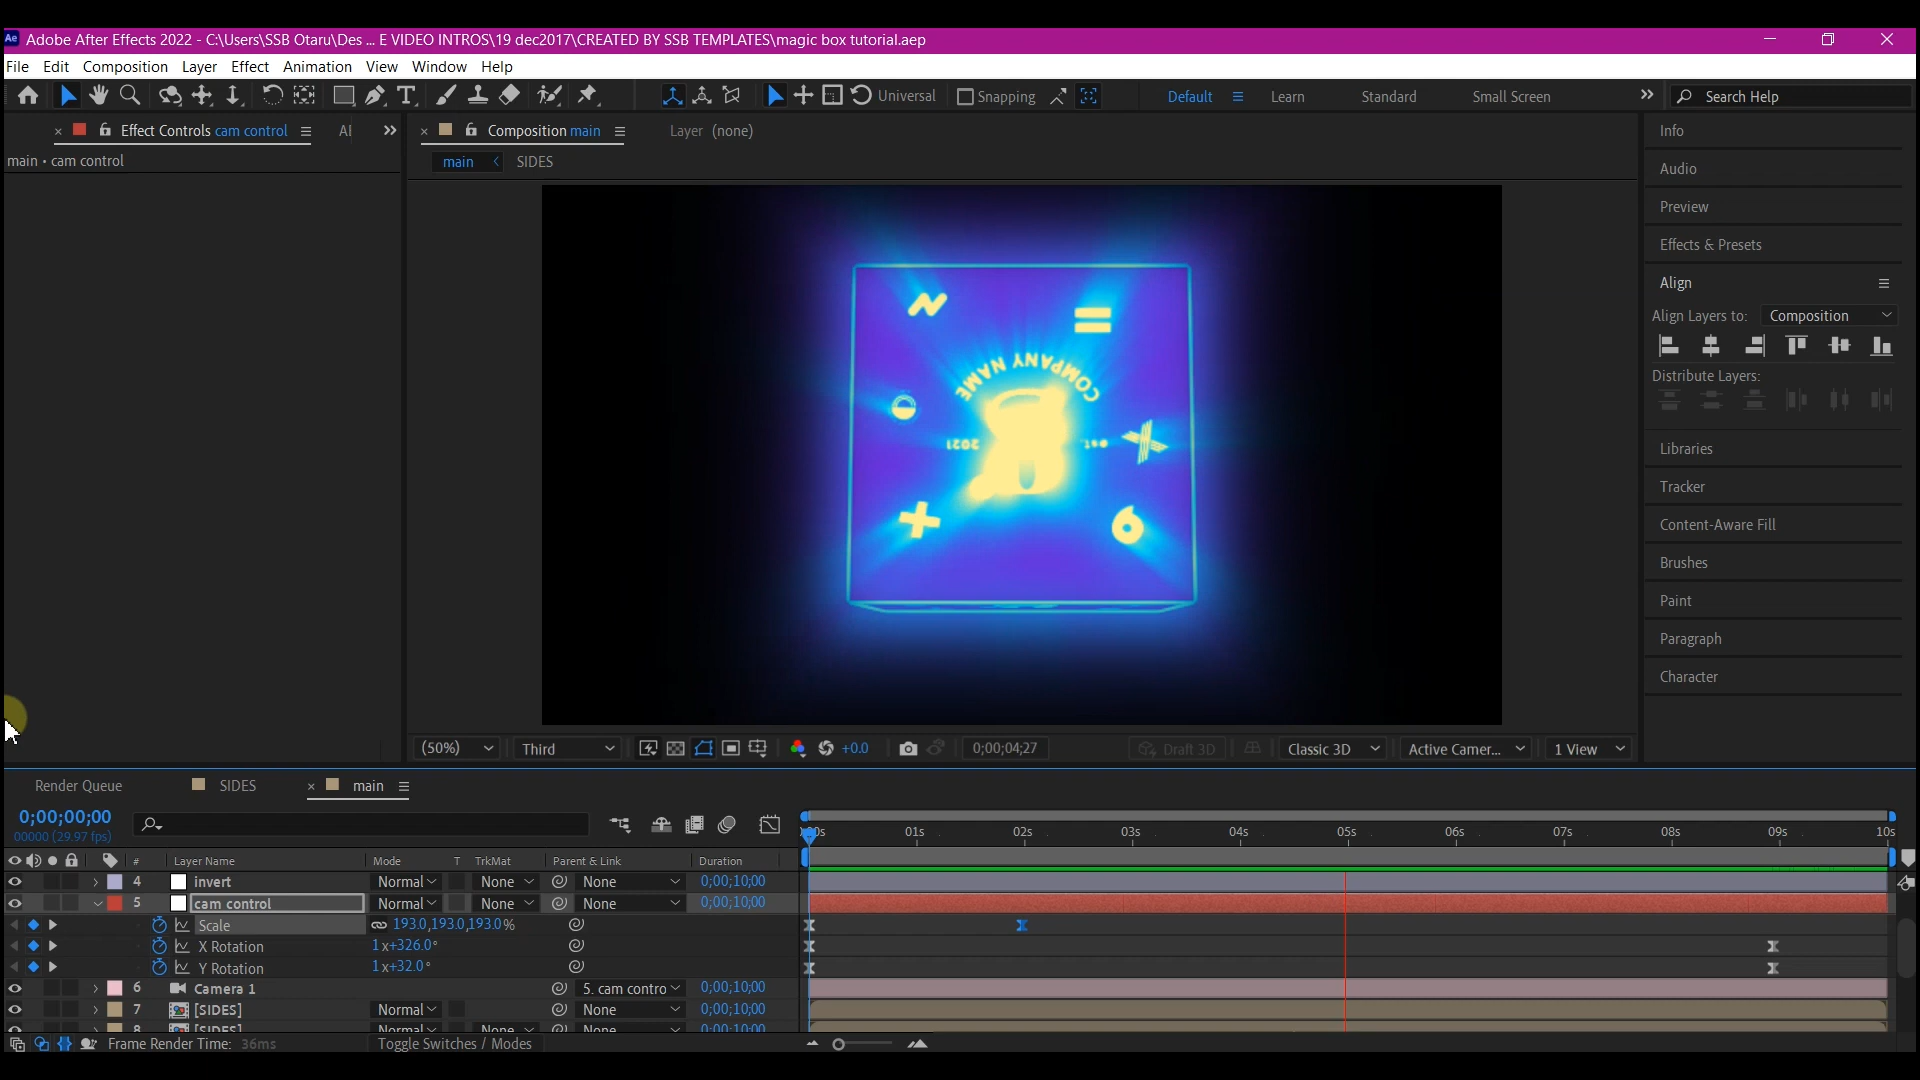 Ae Adobe After Effects 2022 - C:\Users\SSB Otaru\Des ... E VIDEO INTROS\19 dec2017\CREATED BY SSB TEMPLATES\magic box tutorial.aep
File Edit Composition Layer Effect Animation View Window Help
Universal Snapping Default Learn Standard Small Screen Search Help
Effect Controls cam control Composition main Layer (none)
main • cam control
main SIDES
Info
Audio
Preview
Effects & Presets
Align
Align Layers to: Composition
Distribute Layers:
Libraries
Tracker
Content-Aware Fill
Brushes
Paint
Paragraph
Character
COMPANY NAME
est. 2021
(50%) Third +0.0 0;00;04;27 Draft 3D Classic 3D Active Camer... 1 View
Render Queue SIDES main
0;00;00;00
00000 (29.97 fps)
01s 02s 03s 04s 05s 06s 07s 08s 09s 10s
# Layer Name Mode T TrkMat Parent & Link Duration
4 invert Normal None None 0;00;10;00
5 cam control Normal None None 0;00;10;00
Scale 193.0,193.0,193.0%
X Rotation 1x+326.0°
Y Rotation 1x+32.0°
6 Camera 1 5. cam contro 0;00;10;00
7 [SIDES] Normal None 0;00;10;00
8 [SIDES] Normal None None 0;00;10;00
Frame Render Time: 36ms Toggle Switches / Modes